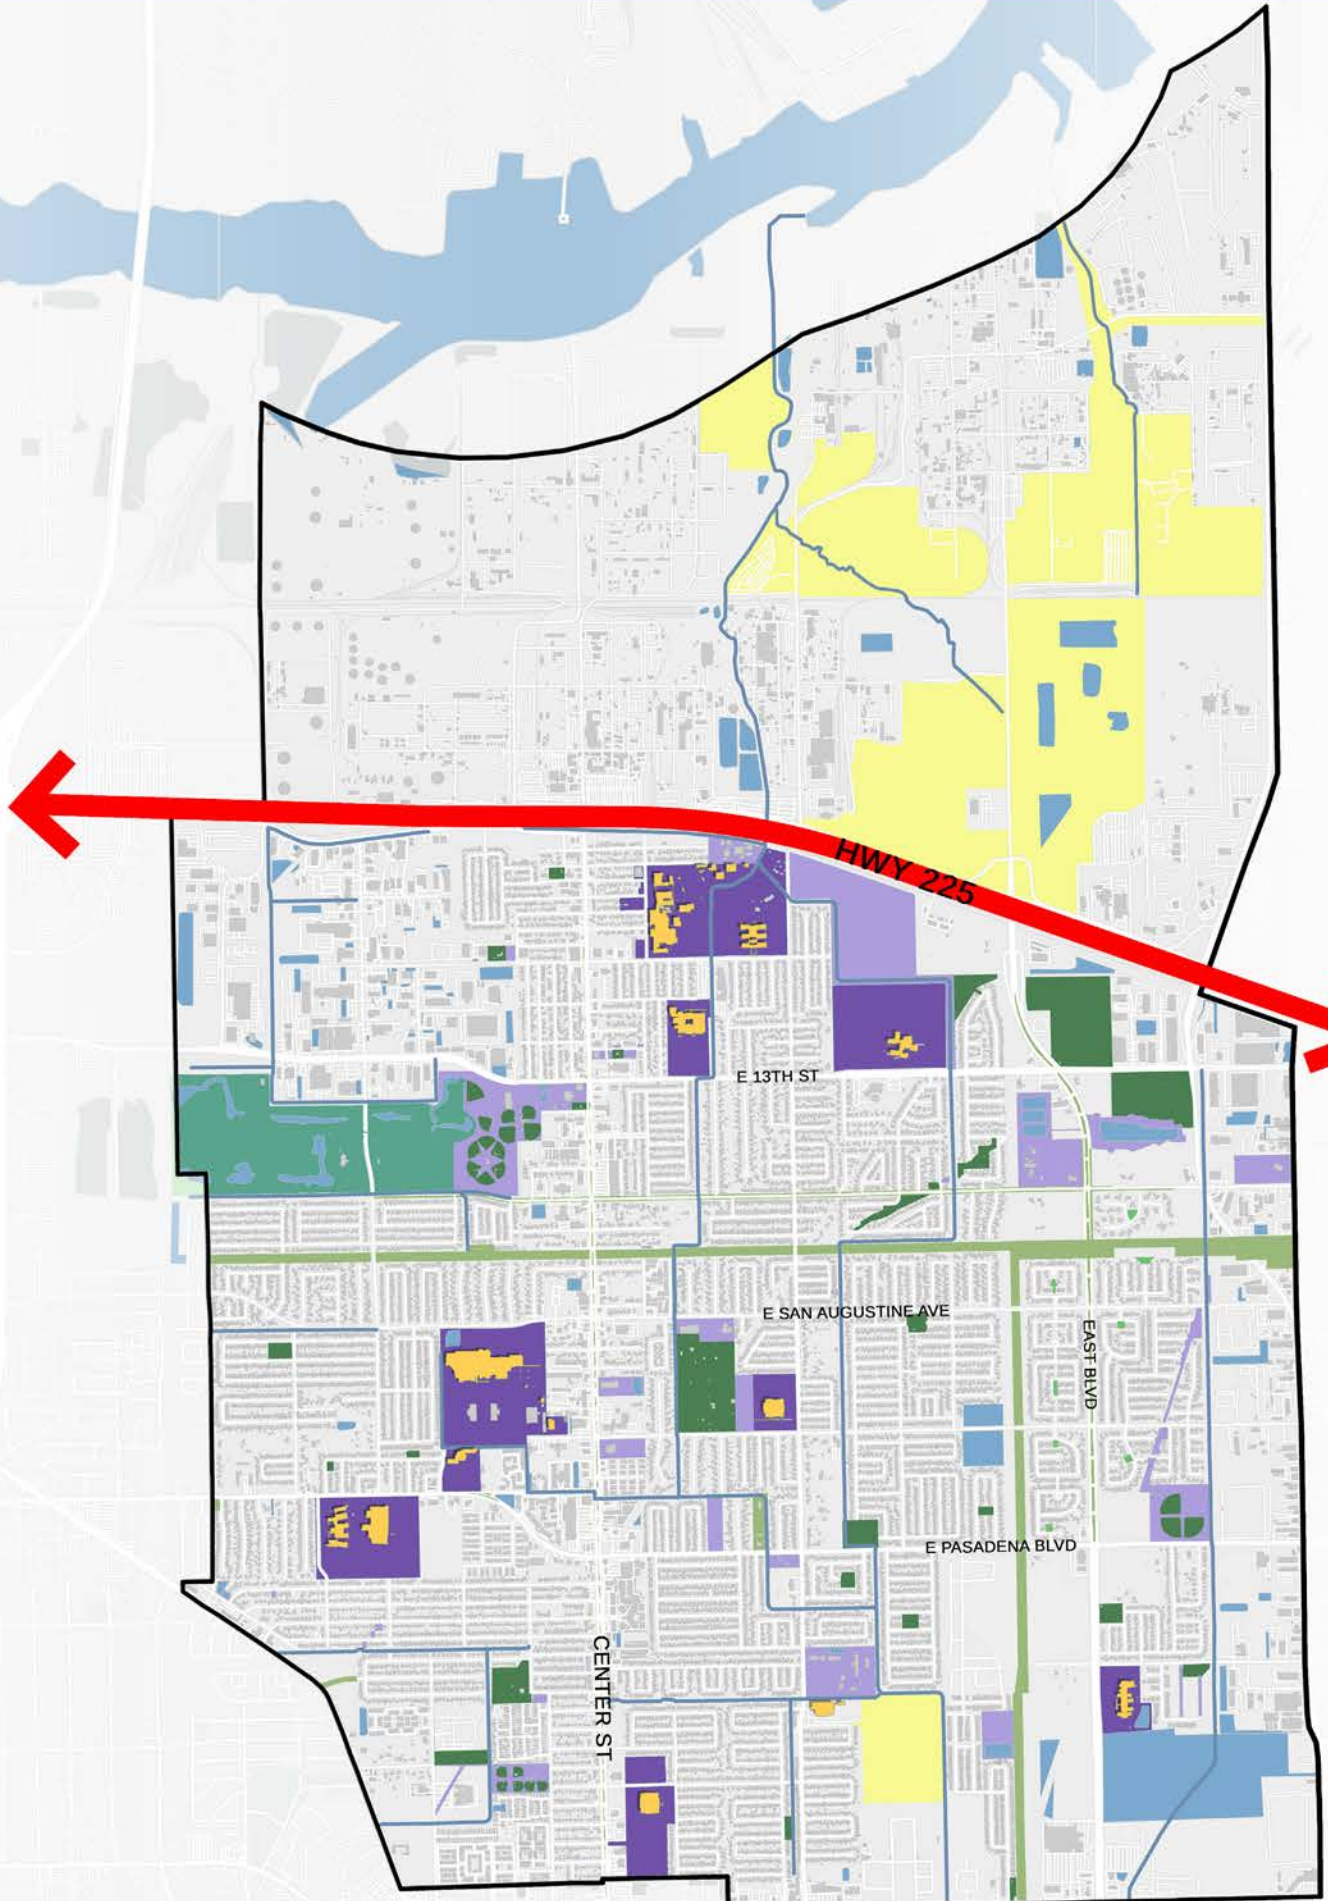 HWY 225
E 13TH ST
E SAN AUGUSTINE AVE
EAST BLVD
E PASADENA BLVD
CENTER ST